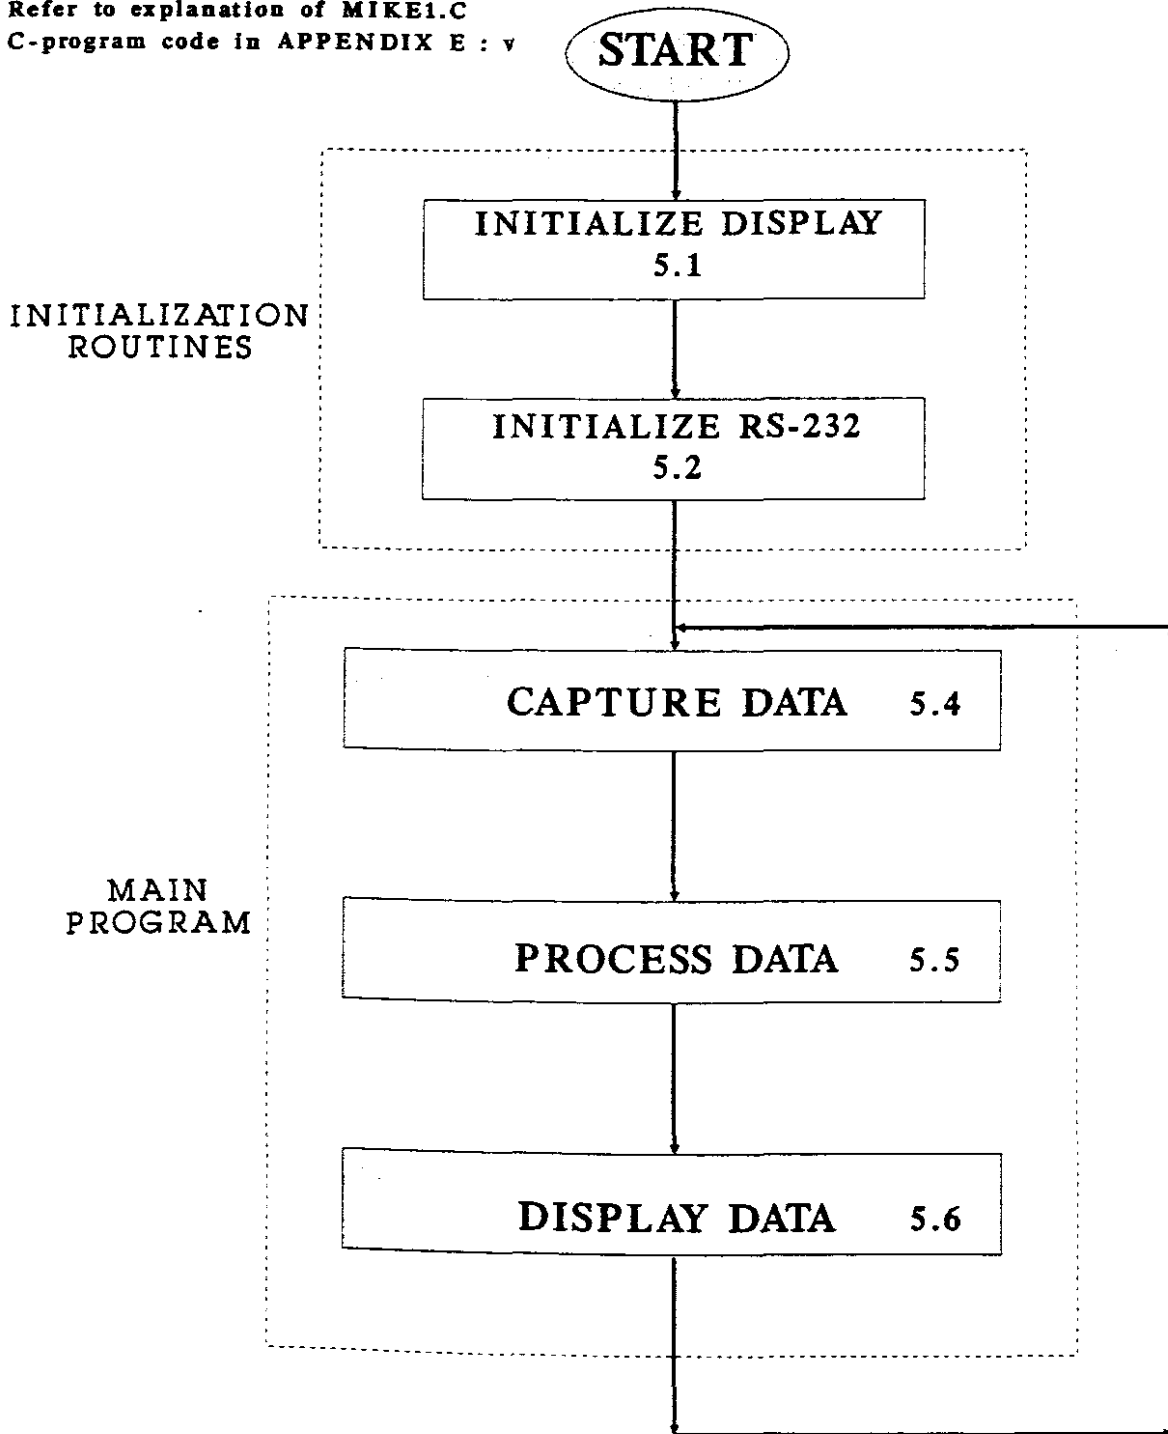 Refer to explanation of MIKE1.C
C-program code in APPENDIX E : v
START
INITIALIZE DISPLAY
5.1
INITIALIZATION
ROUTINES
INITIALIZE RS-232
5.2
CAPTURE DATA 5.4
MAIN
PROGRAM
PROCESS DATA 5.5
DISPLAY DATA 5.6